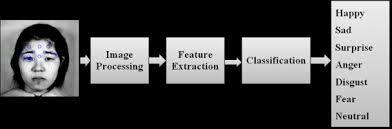 Image
Processing
Feature
Extraction
Classification
Happy
Sad
Surprise
Anger
Disgust
Fear
Neutral